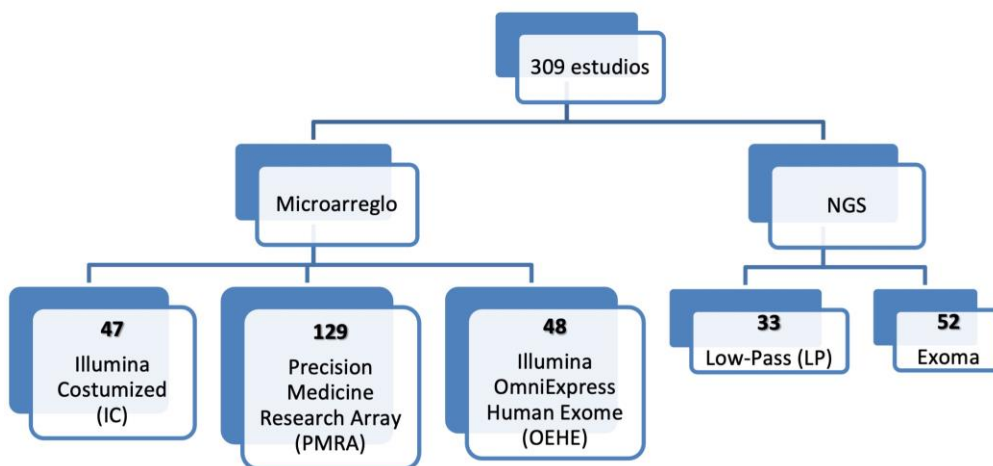 309 estudios
Microarreglo
NGS
47
Illumina
Costumized
(IC)
129
Precision
Medicine
Research Array
(PMRA)
48
Illumina
OmniExpress
Human Exome
(OEHE)
33
Low-Pass (LP)
52
Exoma